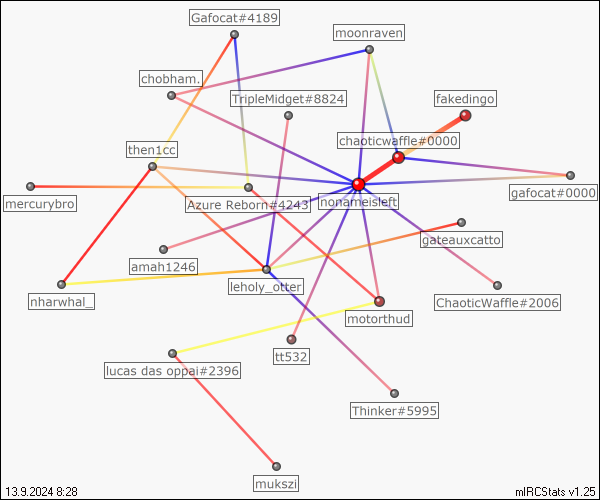 Gafocat#4189
moonraven
chobham.
TripleMidget#8824
fakedingo
chaoticwaffle#0000
then1cc
mercurybro
Azure Reborn#4243
nonameisleft
gafocat#0000
gateauxcatto
amah1246
leholy_otter
nharwhal_
ChaoticWaffle#2006
motorthud
tt532
lucas das oppai#2396
Thinker#5995
mukszi
13.9.2024 8:28
mIRCStats v1.25